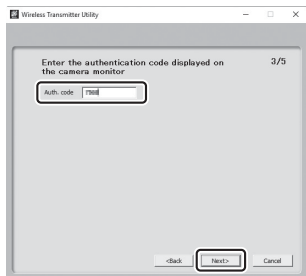 Wireless Transmitter Utility
Enter the authentication code displayed on
the camera monitor
3/5
Auth. code
<Back
Next>
Cancel